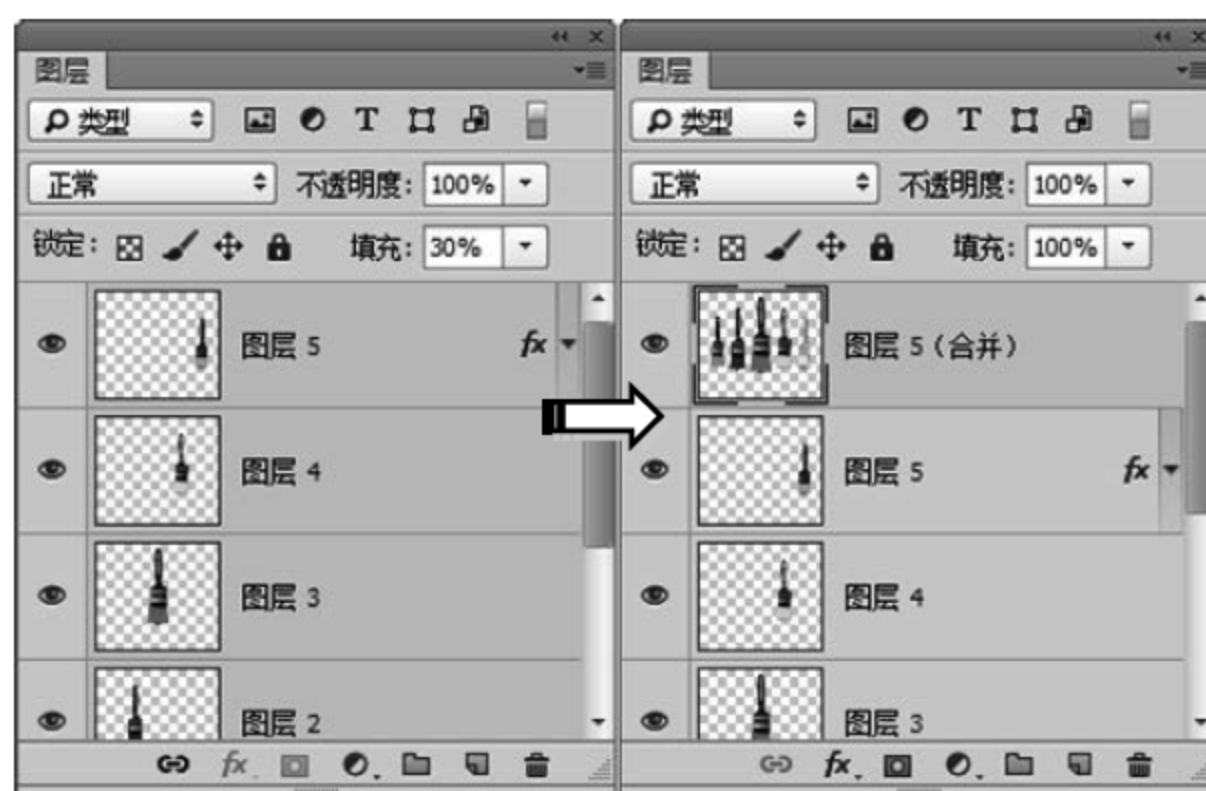 图层
类型
正常 不透明度: 100%
锁定: 填充: 30%
图层 5 fx
图层 4
图层 3
图层 2
fx
图层
类型
正常 不透明度: 100%
锁定: 填充: 100%
图层 5 (合并)
图层 5 fx
图层 4
图层 3
fx